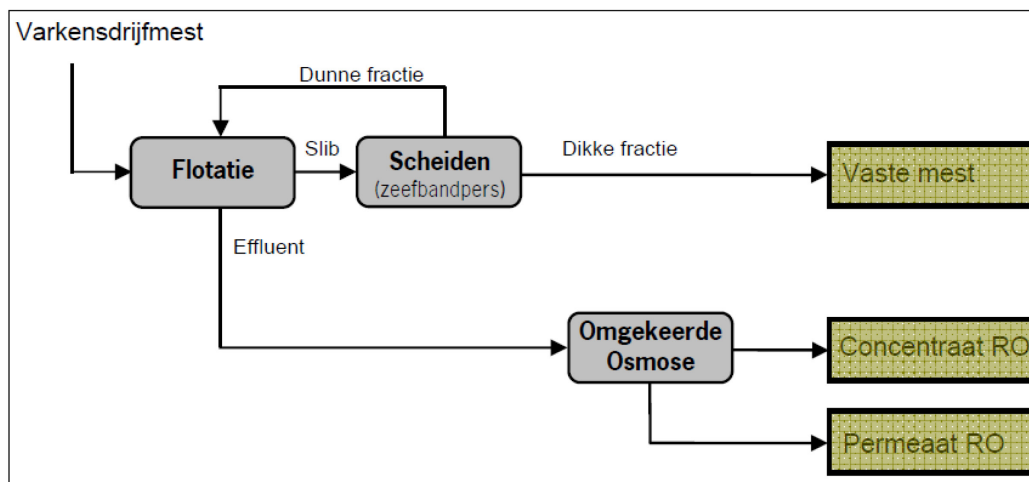 Varkensdrijfmest
Dunne fractie
Flotatie
Slib
Scheiden
(zeefbandpers)
Dikke fractie
Vaste mest
Effluent
Omgekeerde
Osmose
Concentraat RO
Permeaat RO